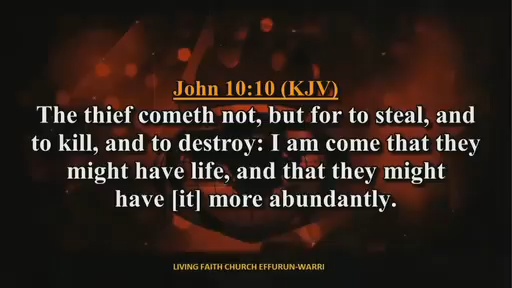 John 10:10 (KJV)
The thief cometh not, but for to steal, and
to kill, and to destroy: I am come that they
might have life, and that they might
have [it] more abundantly.
LIVING FAITH CHURCH EFFURUN-WARRI